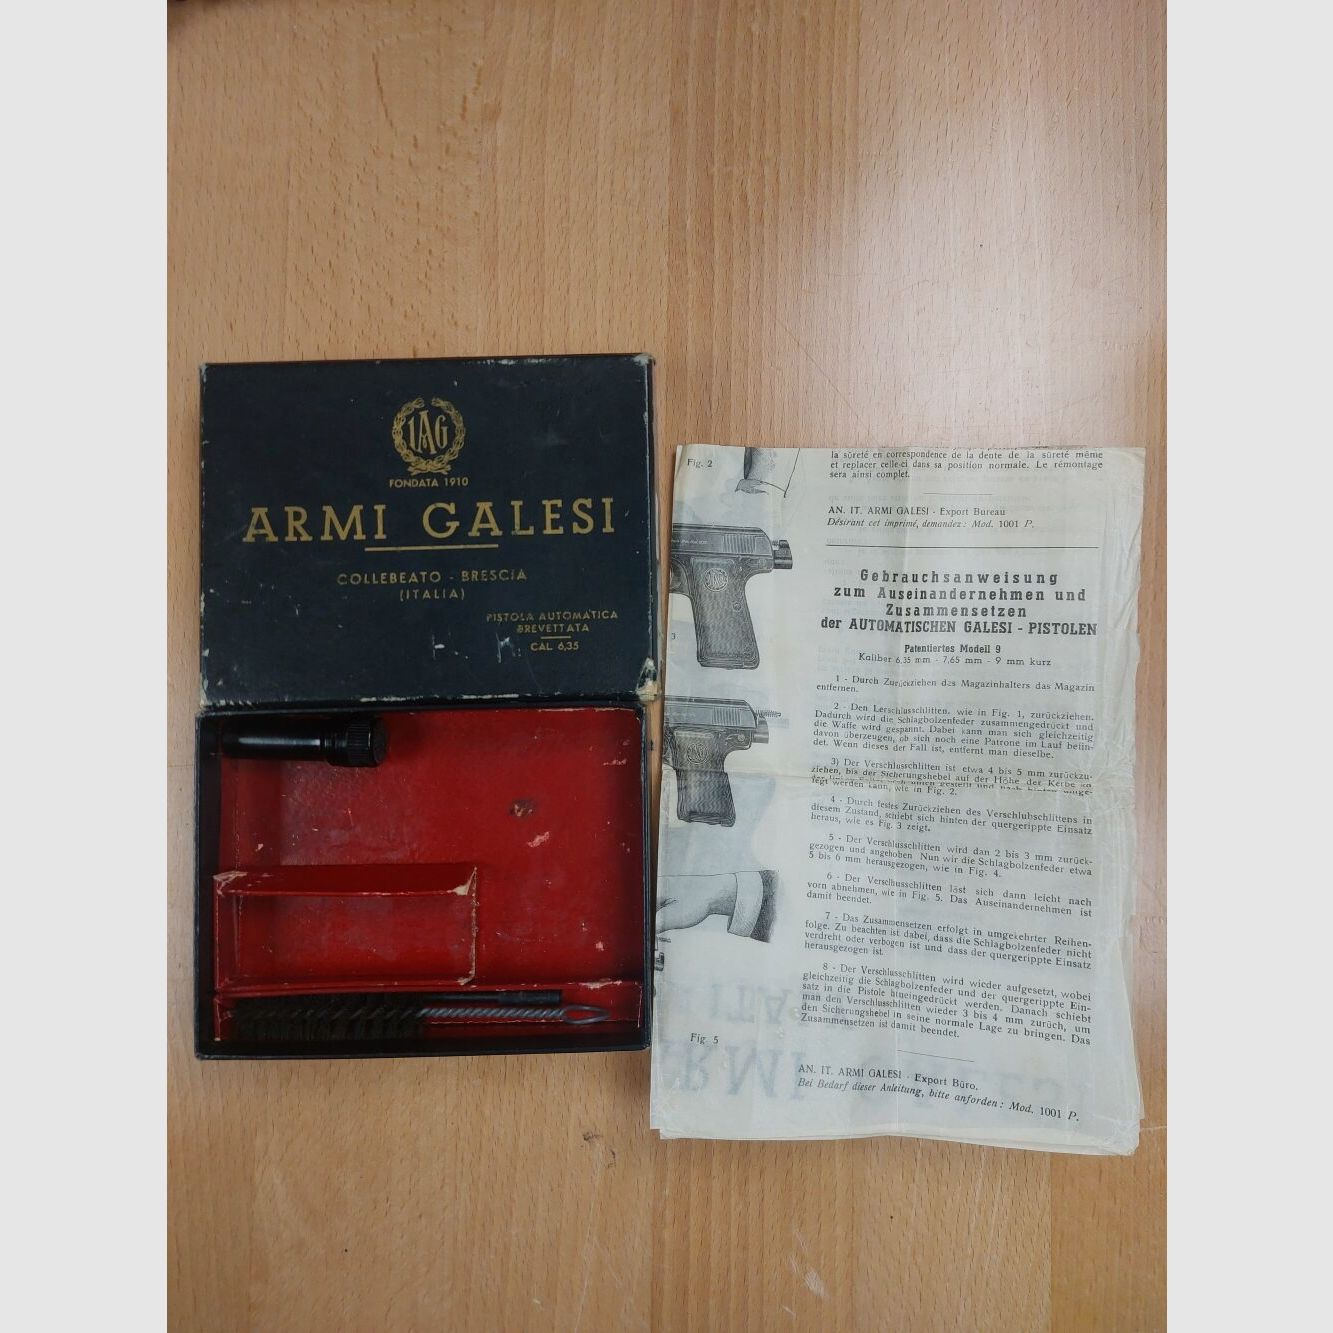 IAG
FONDATA 1910
ARMI GALESI
COLLEBEATO - BRESCIA
(ITALIA)
PISTOLA AUTOMATICA
BREVETTATA
CAL 6,35
Fig. 2
3
Fig. 5
la sûreté en correspondence de la dente de la sûreté même
et replacer celle-ci dans sa position normale. Le rémontage
sera ainsi complet.
AN. IT. ARMI GALESI - Export Bureau
Désirant cet imprimé, demandez: Mod. 1001 P.
Gebrauchsanweisung
zum Auseinandernehmen und
Zusammensetzen
der AUTOMATISCHEN GALESI - PISTOLEN
Patentiertes Modell 9
Kaliber 6,35 mm - 7,65 mm - 9 mm kurz
1 - Durch Zurückziehen des Magazinhalters das Magazin
entfernen.
2 - Den Lerschlusschlitten, wie in Fig. 1, zurückziehen.
Dadurch wird die Schlagbolzenfeder zusammengedrückt und
die Waffe wird gespannt. Dabei kann man sich gleichzeitig
davon überzeugen, ob sich noch eine Patrone im Lauf beiin-
det. Wenn dieses der Fall ist, entfernt man dieselbe.
3) Der Verschlusschlitten ist etwa 4 bis 5 mm zurückzu-
ziehen, bis der Sicherungshebel auf der Höhe der Kerbe
gestellt und nach hinten umge-
legt werden kann, wie in Fig. 2.
4 - Durch festes Zurückziehen des Verschlubschlittens in
diesem Zustand, schiebt sich hinten der quergerippte Einsatz
heraus, wie es Fig. 3 zeigt.
5 - Der Verschlusschlitten wird dan 2 bis 3 mm zurück-
gezogen und angehoben Nun wir die Schlagbolzenfeder etwa
5 bis 6 mm herausgezogen, wie in Fig. 4.
6 - Der Verschlusschlitten läst sich dann leicht nach
vorn abnehmen, wie in Fig. 5. Das Auseinandernehmen ist
damit beendet.
7 - Das Zusammensetzen erfolgt in umgekehrter Reihen-
folge. Zu beachten ist dabei, dass die Schlagbolzenfeder nicht
verdreht oder verbogen ist und dass der quergerippte Einsatz
herausgezogen ist.
8 - Der Verschlusschlitten wird wieder aufgesetzt, wobei
gleichzeitig die Schlagbolzenfeder und der quergerippte Ein-
satz in die Pistole hineingedrückt werden. Danach schiebt
man den Verschlusschlitten wieder 3 bis 4 mm zurück, um
den Sicherungshebel in seine normale Lage zu bringen. Das
Zusammensetzen ist damit beendet.
AN. IT. ARMI GALESI - Export Büro.
Bei Bedarf dieser Anleitung, bitte anforden: Mod. 1001 P.